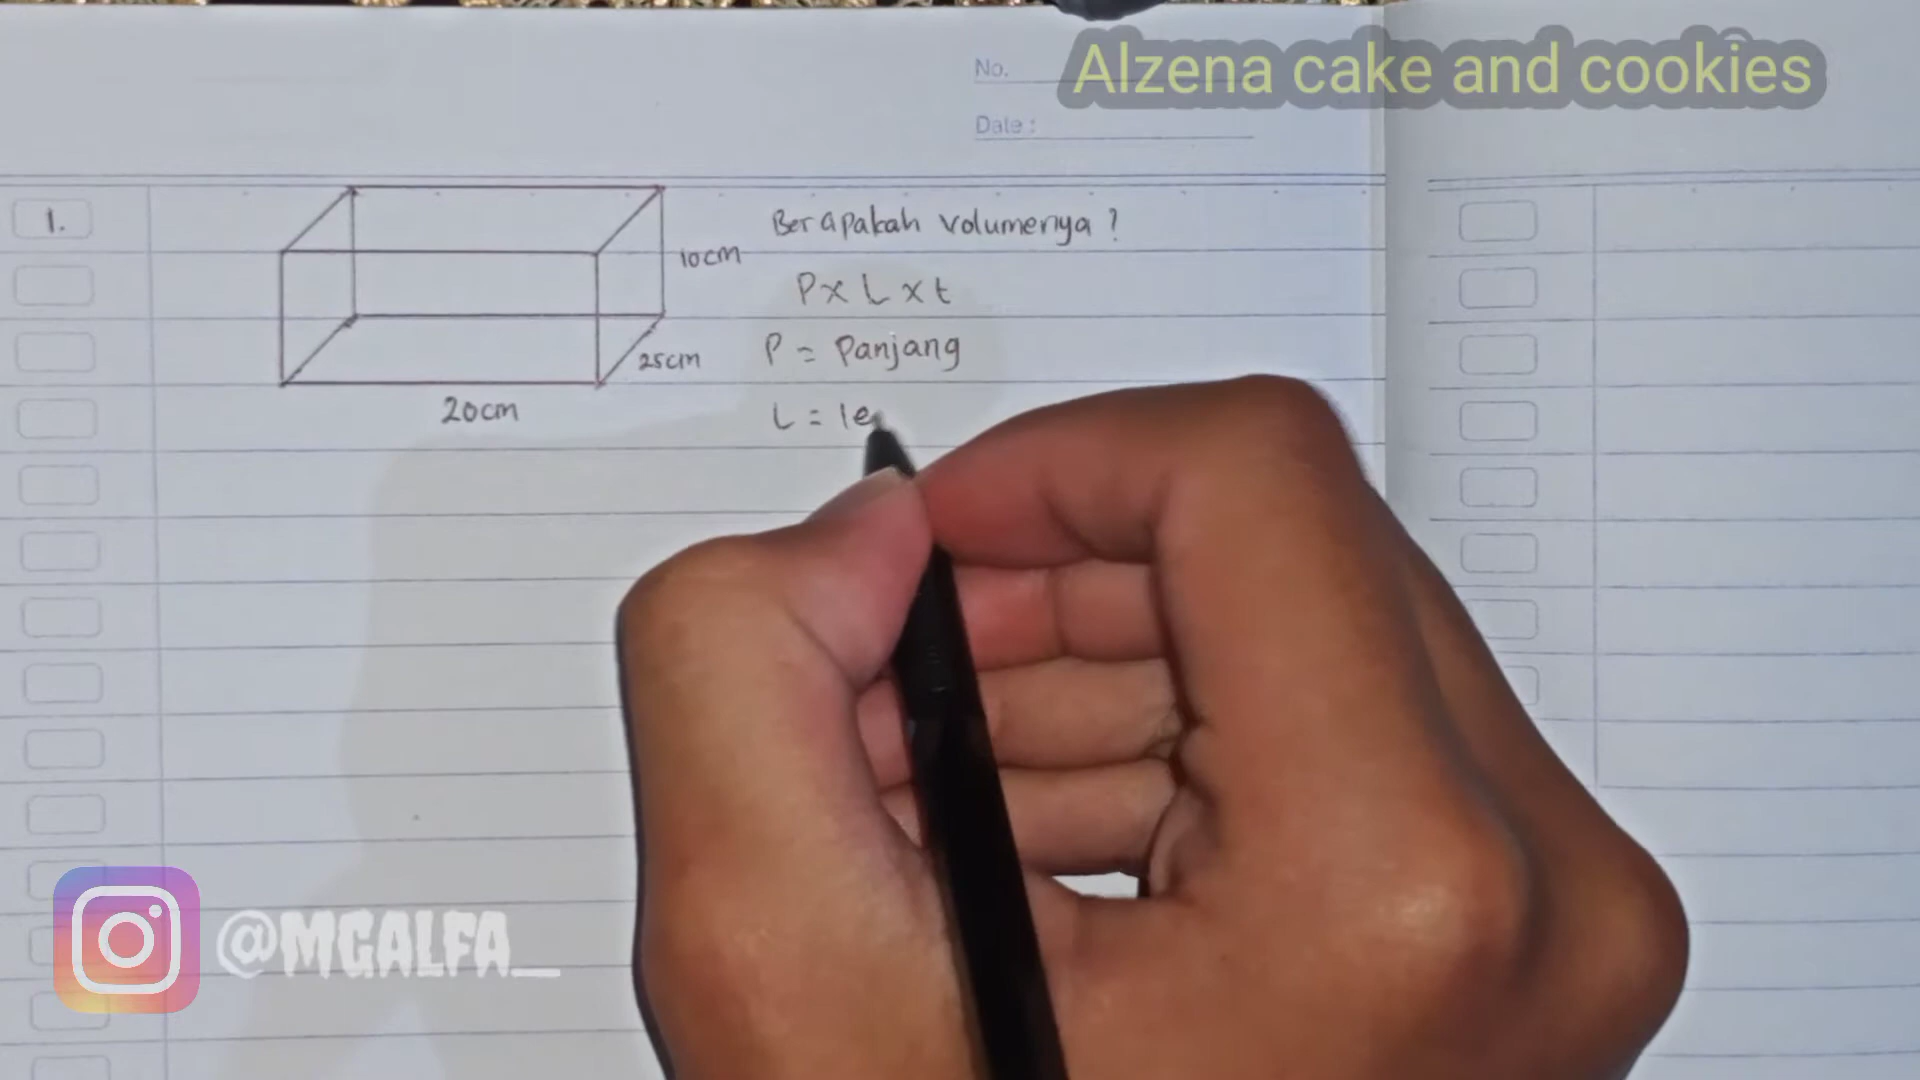 No.
Alzena cake and cookies
Date :
1.
Berapakah volumenya ?
10cm
P x L x t
P = Panjang
25cm
L = le
20cm
@MGALFA_